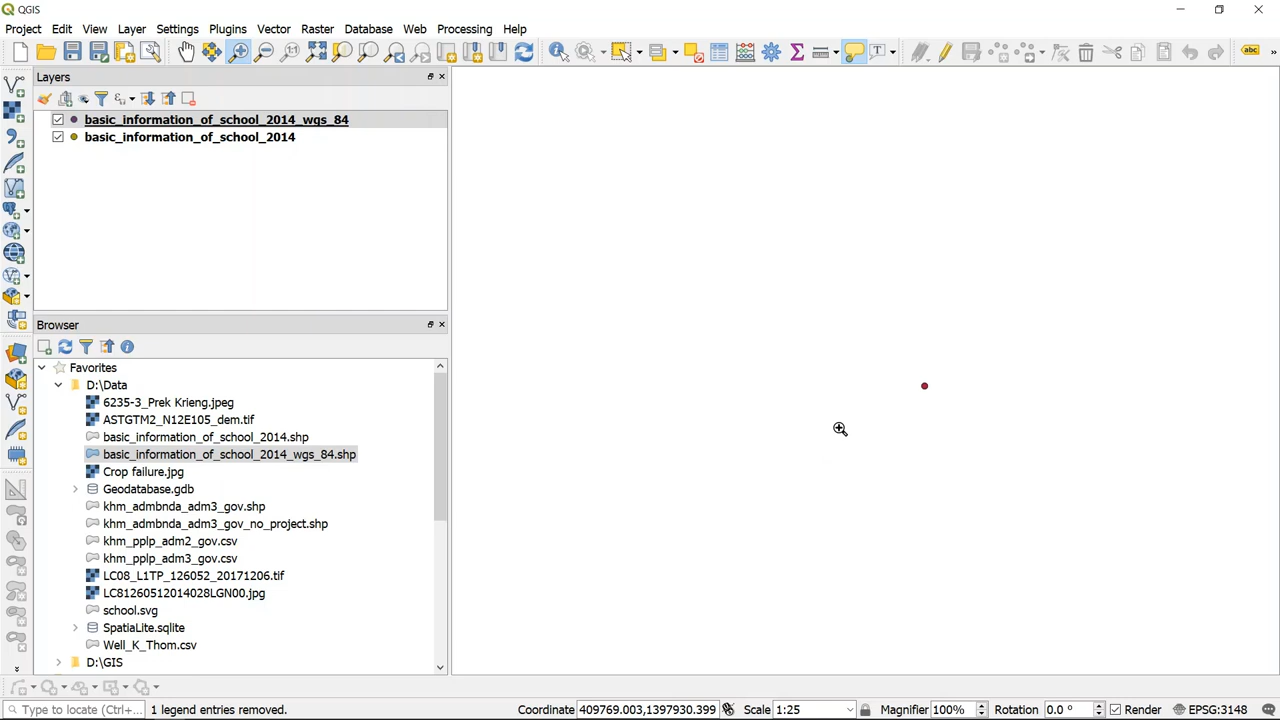 QGIS
Project Edit View Layer Settings Plugins Vector Raster Database Web Processing Help
abc
Layers
basic_information_of_school_2014_wgs_84
basic_information_of_school_2014
Browser
Favorites
D:\Data
6235-3_Prek Krieng.jpeg
ASTGTM2_N12E105_dem.tif
basic_information_of_school_2014.shp
basic_information_of_school_2014_wgs_84.shp
Crop failure.jpg
Geodatabase.gdb
khm_admbnda_adm3_gov.shp
khm_admbnda_adm3_gov_no_project.shp
khm_pplp_adm2_gov.csv
khm_pplp_adm3_gov.csv
LC08_L1TP_126052_20171206.tif
LC81260512014028LGN00.jpg
school.svg
SpatiaLite.sqlite
Well_K_Thom.csv
D:\GIS
Type to locate (Ctrl+... 1 legend entries removed. Coordinate 409769.003,1397930.399 Scale 1:25 Magnifier 100% Rotation 0.0 ° Render EPSG:3148